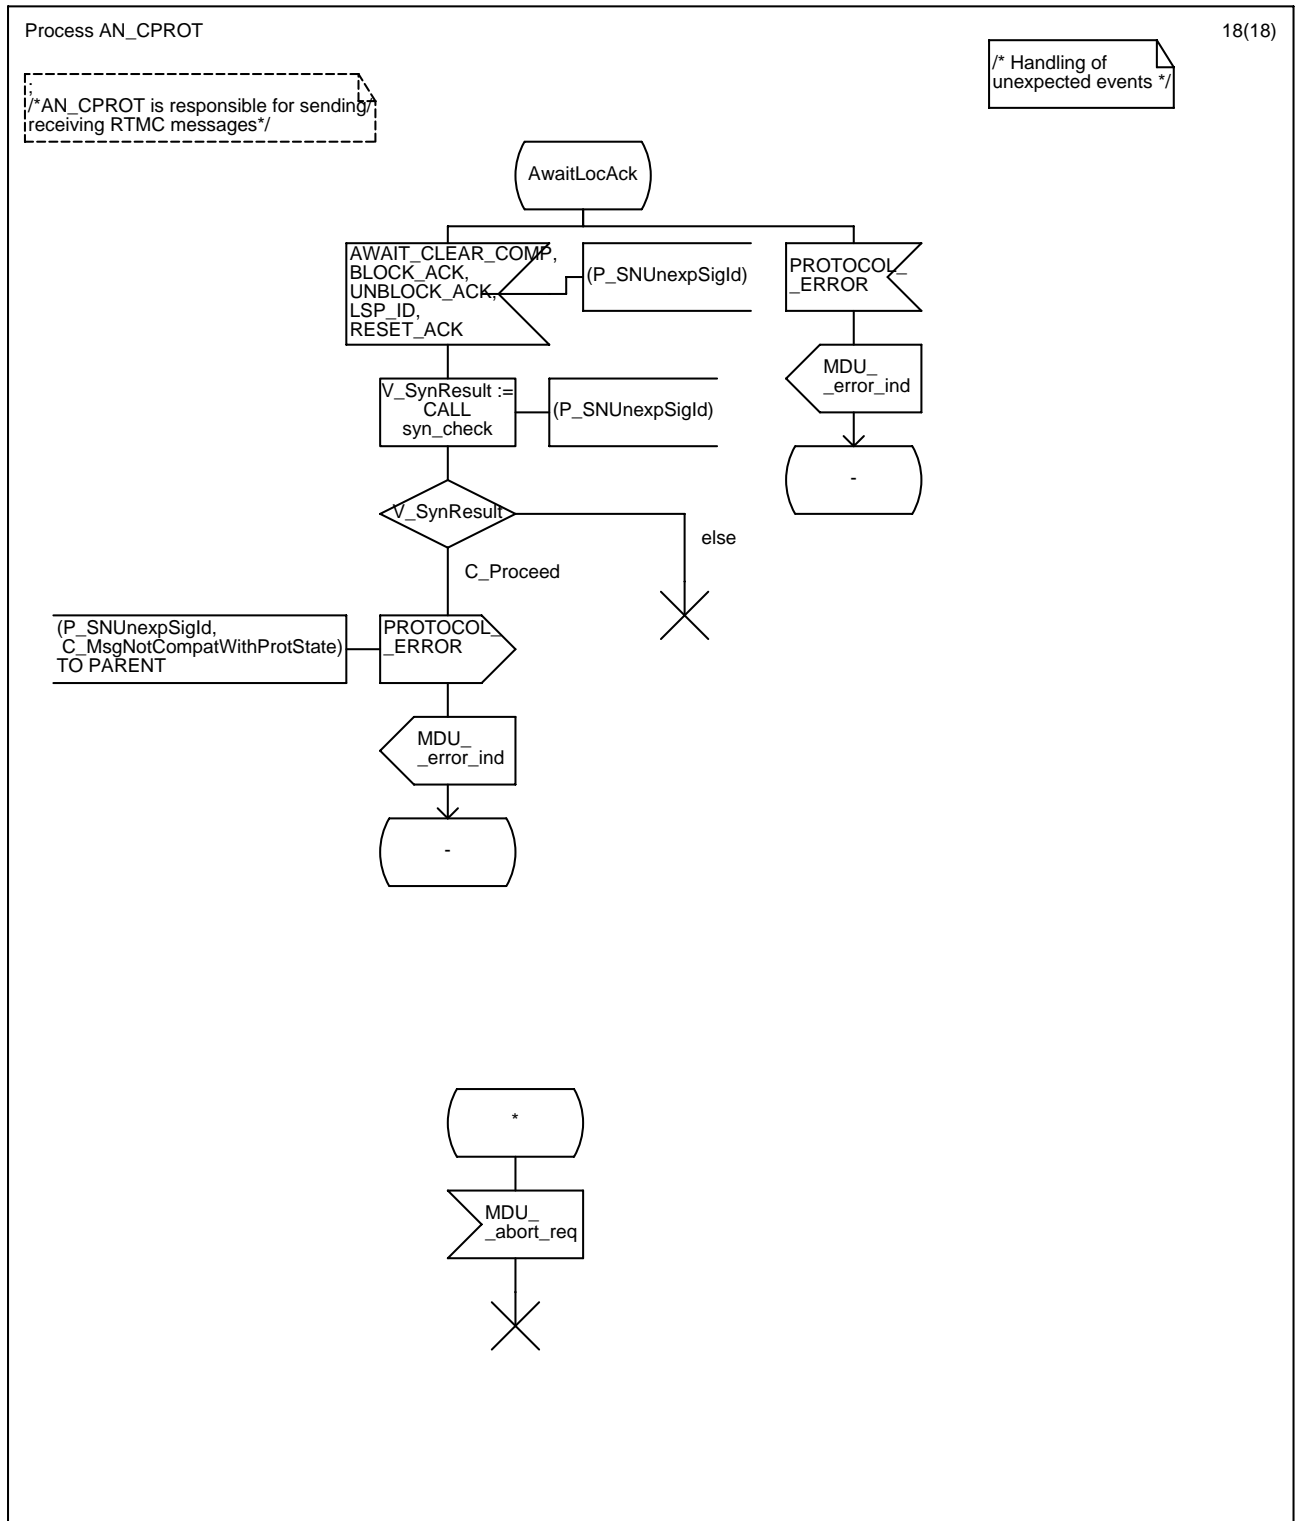 Process AN_CPROT
18(18)
/* Handling of
unexpected events */
;
/*AN_CPROT is responsible for sending/
receiving RTMC messages*/
AwaitLocAck
AWAIT_CLEAR_COMP,
BLOCK_ACK,
UNBLOCK_ACK,
LSP_ID,
RESET_ACK
(P_SNUnexpSigId)
PROTOCOL_
_ERROR
MDU_
_error_ind
-
V_SynResult :=
CALL
syn_check
(P_SNUnexpSigId)
V_SynResult
else
C_Proceed
(P_SNUnexpSigId,
C_MsgNotCompatWithProtState)
TO PARENT
PROTOCOL_
_ERROR
MDU_
_error_ind
-
*
MDU_
_abort_req